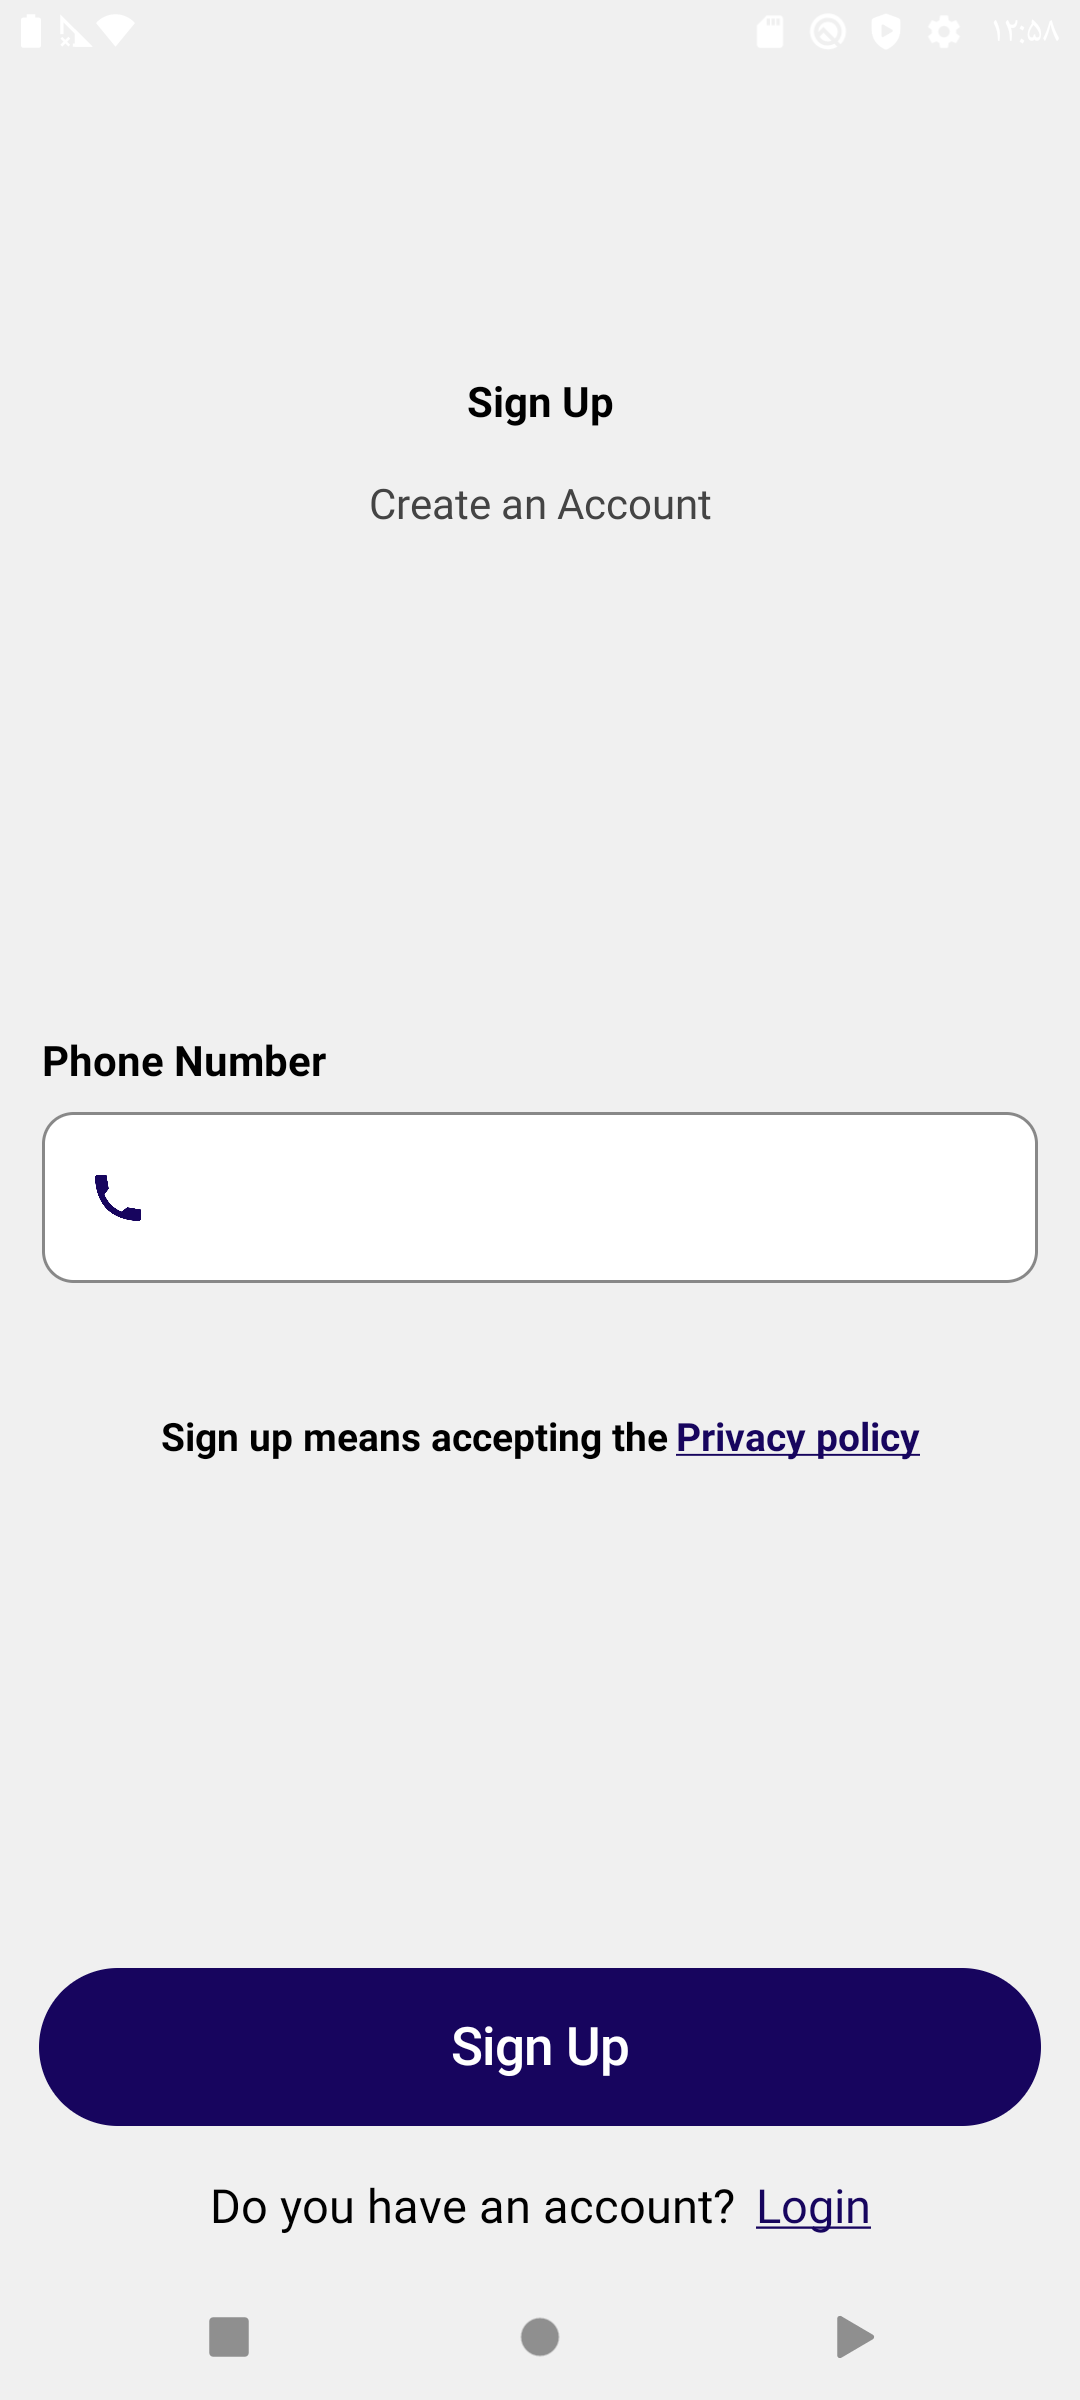 ۱۲:۵۸
Sign Up
Create an Account
Phone Number
Sign up means accepting the Privacy policy
Sign Up
Do you have an account? Login